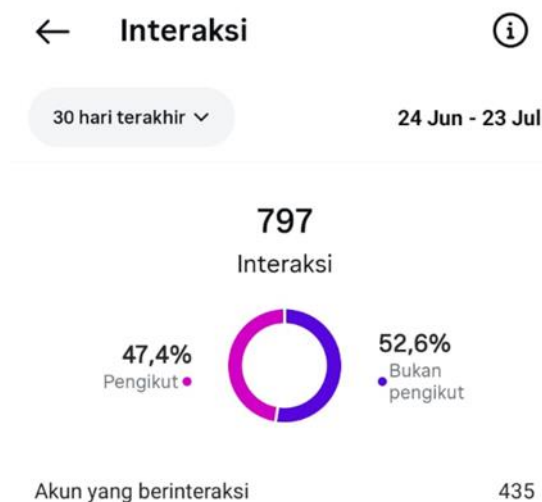 Interaksi
30 hari terakhir
24 Jun - 23 Jul
797
Interaksi
47,4%
Pengikut
52,6%
Bukan
pengikut
Akun yang berinteraksi 435